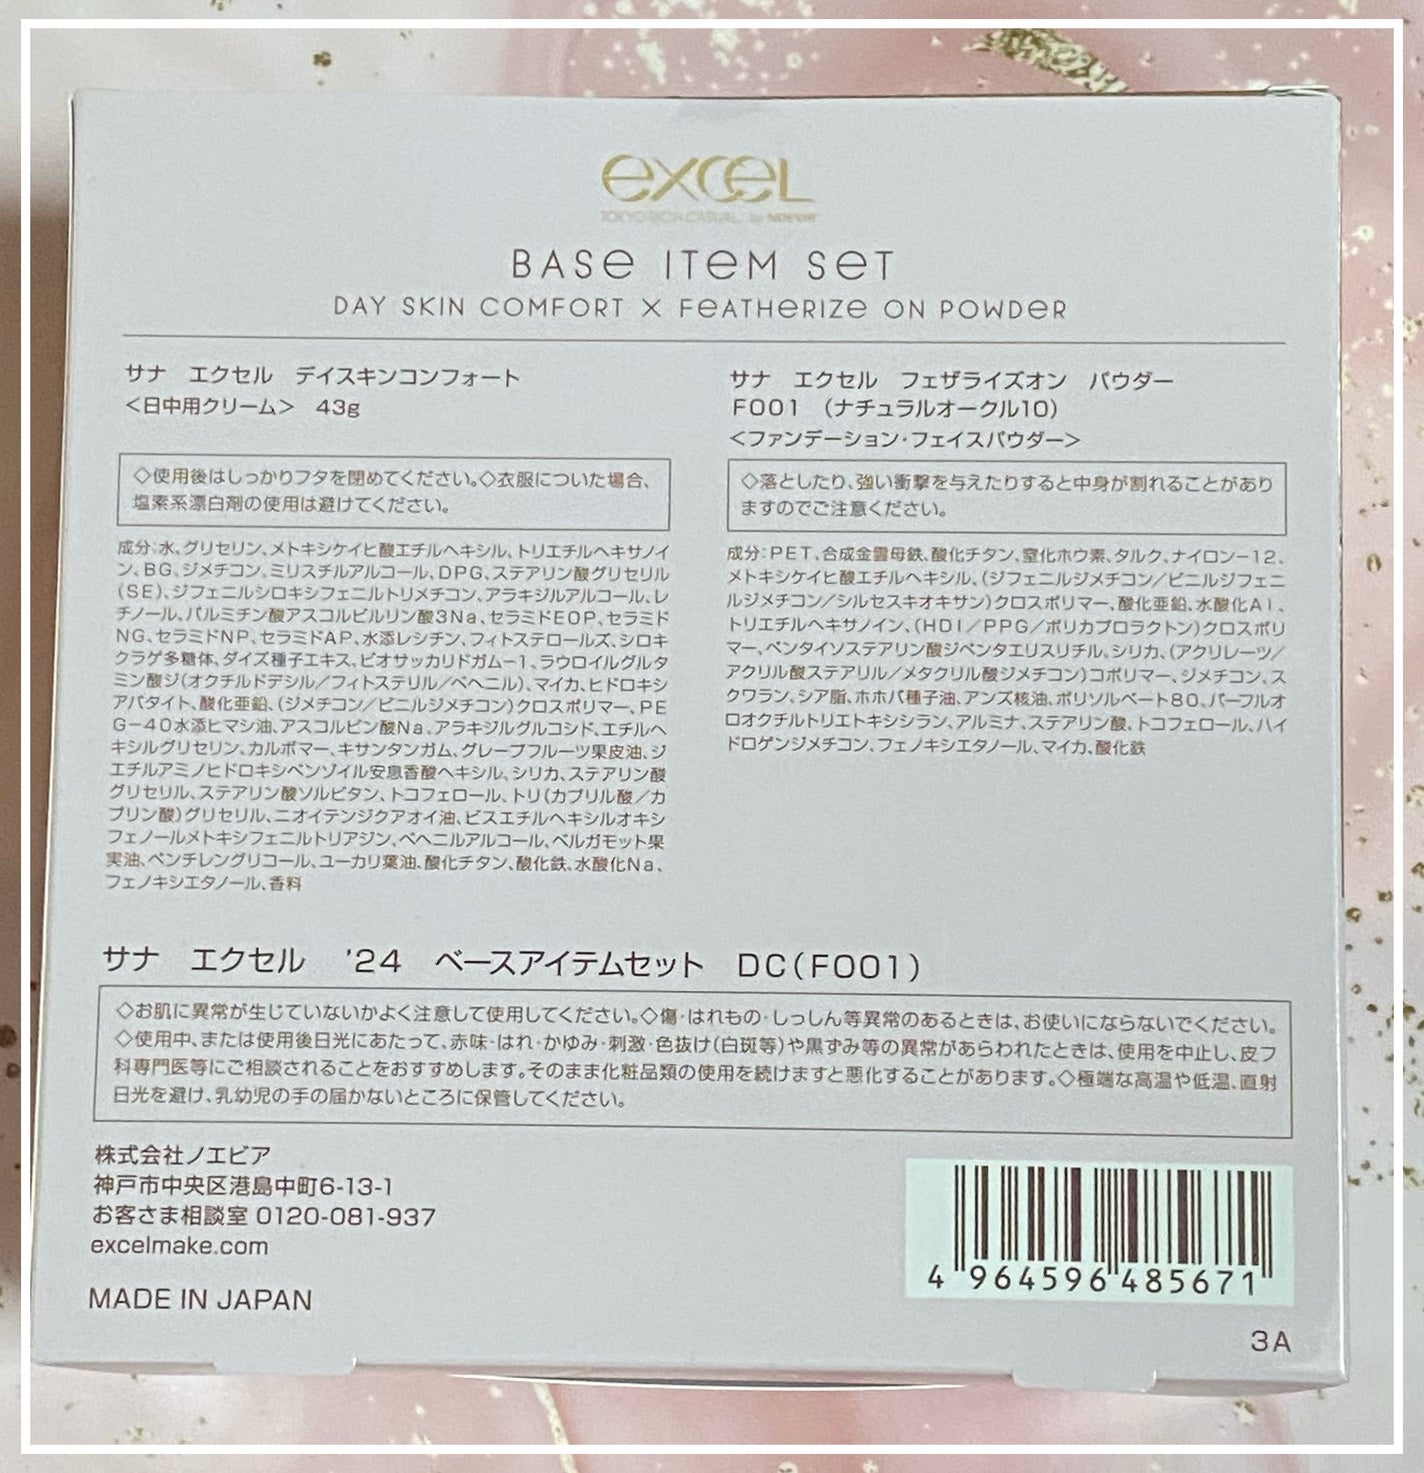 excel
TOKYO RICH CASUAL by NOEVIR
BASE ITEM SET
DAY SKIN COMFORT X FEATHERIZE ON POWDER
サナ　エクセル　デイスキンコンフォート
<日中用クリーム>　43g
◇使用後はしっかりフタを閉めてください。◇衣服についた場合、
塩素系漂白剤の使用は避けてください。
成分:水、グリセリン、メトキシケイヒ酸エチルヘキシル、トリエチルヘキサノイ
ン、BG、ジメチコン、ミリスチルアルコール、DPG、ステアリン酸グリセリル
(SE)、ジフェニルシロキシフェニルトリメチコン、アラキジルアルコール、レ
チノール、パルミチン酸アスコルビルリン酸3Na、セラミドEOP、セラミド
NG、セラミドNP、セラミドAP、水添レシチン、フィトステロールズ、シロキ
クラゲ多糖体、ダイズ種子エキス、ビオサッカリドガム-1、ラウロイルグルタ
ミン酸ジ(オクチルドデシル/フィトステリル/ベヘニル)、マイカ、ヒドロキシ
アパタイト、酸化亜鉛、(ジメチコン/ビニルジメチコン)クロスポリマー、PE
G-40水添ヒマシ油、アスコルビン酸Na、アラキジルグルコシド、エチルヘ
キシルグリセリン、カルボマー、キサンタンガム、グレープフルーツ果皮油、ジ
エチルアミノヒドロキシベンゾイル安息香酸ヘキシル、シリカ、ステアリン酸
グリセリル、ステアリン酸ソルビタン、トコフェロール、トリ(カプリル酸/カ
プリン酸)グリセリル、ニオイテンジクアオイ油、ビスエチルヘキシルオキシ
フェノールメトキシフェニルトリアジン、ベヘニルアルコール、ベルガモット果
実油、ペンチレングリコール、ユーカリ葉油、酸化チタン、酸化鉄、水酸化Na、
フェノキシエタノール、香料
サナ　エクセル　フェザライズオン　パウダー
F001　(ナチュラルオークル10)
<ファンデーション・フェイスパウダー>
◇落としたり、強い衝撃を与えたりすると中身が割れることがあり
ますのでご注意ください。
成分:PET、合成金雲母鉄、酸化チタン、窒化ホウ素、タルク、ナイロン-12、
メトキシケイヒ酸エチルヘキシル、(ジフェニルジメチコン/ビニルジフェニ
ルジメチコン/シルセスキオキサン)クロスポリマー、酸化亜鉛、水酸化Al、
トリエチルヘキサノイン、(HDI/PPG/ポリカプロラクトン)クロスポリ
マー、ペンタイソステアリン酸ジペンタエリスリチル、シリカ、(アクリレーツ/
アクリル酸ステアリル/メタクリル酸ジメチコン)コポリマー、ジメチコン、ス
クワラン、シア脂、ホホバ種子油、アンズ核油、ポリソルベート80、パーフルオ
ロオクチルトリエトキシシラン、アルミナ、ステアリン酸、トコフェロール、ハイ
ドロゲンジメチコン、フェノキシエタノール、マイカ、酸化鉄
サナ　エクセル　'24　ベースアイテムセット　DC(F001)
◇お肌に異常が生じていないかよく注意して使用してください。◇傷・はれもの・しっしん等異常のあるときは、お使いにならないでください。
◇使用中、または使用後日光にあたって、赤味・はれ・かゆみ・刺激・色抜け(白斑等)や黒ずみ等の異常があらわれたときは、使用を中止し、皮フ
科専門医等にご相談されることをおすすめします。そのまま化粧品類の使用を続けますと悪化することがあります。◇極端な高温や低温、直射
日光を避け、乳幼児の手の届かないところに保管してください。
株式会社ノエビア
神戸市中央区港島中町6-13-1
お客さま相談室 0120-081-937
excelmake.com
MADE IN JAPAN
4 964596 485671
3A